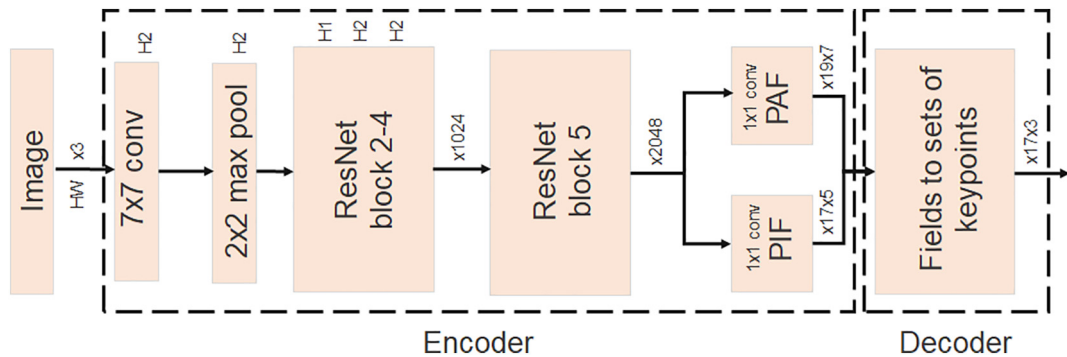 Image
x3
HW
H2
7x7 conv
H2
2x2 max pool
H1 H2 H2
ResNet
block 2-4
x1024
ResNet
block 5
x2048
1x1 conv
PAF
x19x7
1x1 conv
PIF
x17x5
Fields to sets of
keypoints
x17x3
Encoder
Decoder